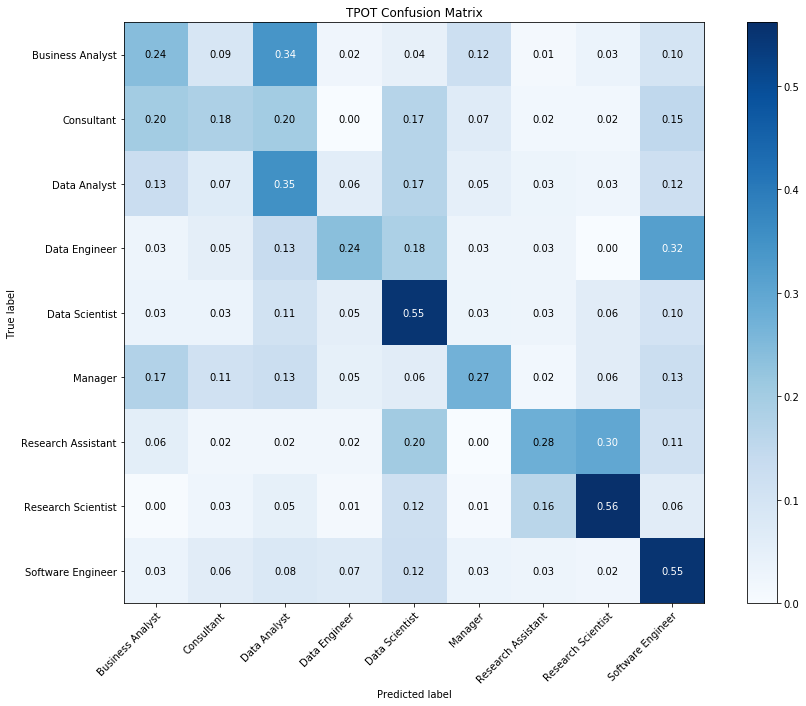 TPOT Confusion Matrix
Business Analyst 0.24 0.09 0.34 0.02 0.04 0.12 0.01 0.03 0.10
Consultant 0.20 0.18 0.20 0.00 0.17 0.07 0.02 0.02 0.15
Data Analyst 0.13 0.07 0.35 0.06 0.17 0.05 0.03 0.03 0.12
Data Engineer 0.03 0.05 0.13 0.24 0.18 0.03 0.03 0.00 0.32
Data Scientist 0.03 0.03 0.11 0.05 0.55 0.03 0.03 0.06 0.10
Manager 0.17 0.11 0.13 0.05 0.06 0.27 0.02 0.06 0.13
Research Assistant 0.06 0.02 0.02 0.02 0.20 0.00 0.28 0.30 0.11
Research Scientist 0.00 0.03 0.05 0.01 0.12 0.01 0.16 0.56 0.06
Software Engineer 0.03 0.06 0.08 0.07 0.12 0.03 0.03 0.02 0.55
True label
Business Analyst
Consultant
Data Analyst
Data Engineer
Data Scientist
Manager
Research Assistant
Research Scientist
Software Engineer
Predicted label
0.5
0.4
0.3
0.2
0.1
0.0